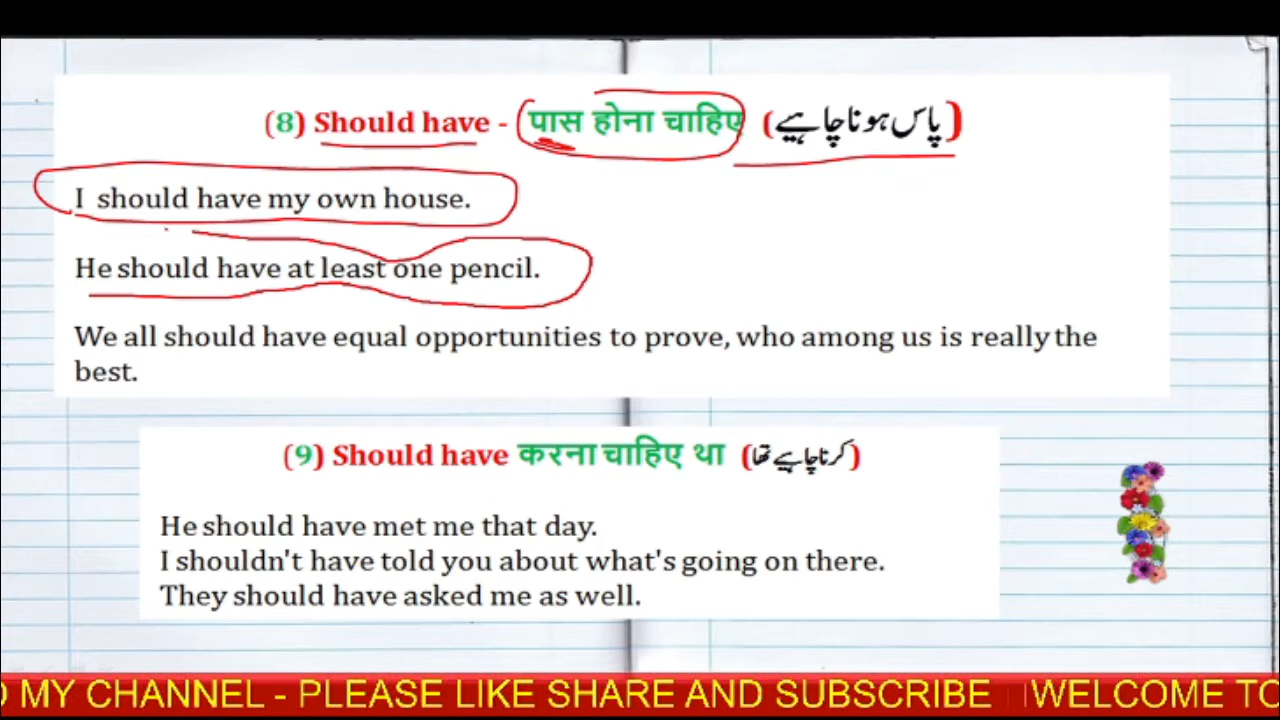 (8) Should have - पास होना चाहिए (پاس ہونا چاہیے)
I should have my own house.
He should have at least one pencil.
We all should have equal opportunities to prove, who among us is really the
best.
(9) Should have करना चाहिए था (کرنا چاہیے تھا)
He should have met me that day.
I shouldn't have told you about what's going on there.
They should have asked me as well.
O MY CHANNEL - PLEASE LIKE SHARE AND SUBSCRIBE WELCOME TO